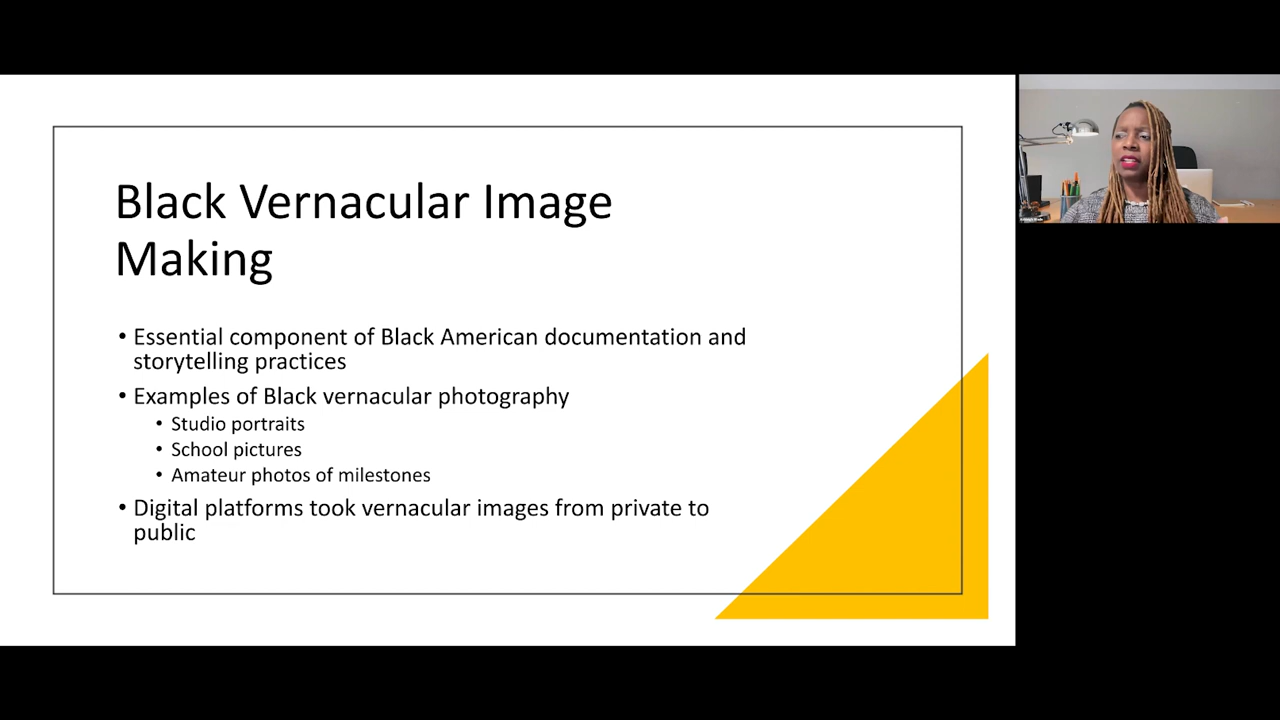 Black Vernacular Image
Making
• Essential component of Black American documentation and
storytelling practices
• Examples of Black vernacular photography
• Studio portraits
• School pictures
• Amateur photos of milestones
• Digital platforms took vernacular images from private to
public